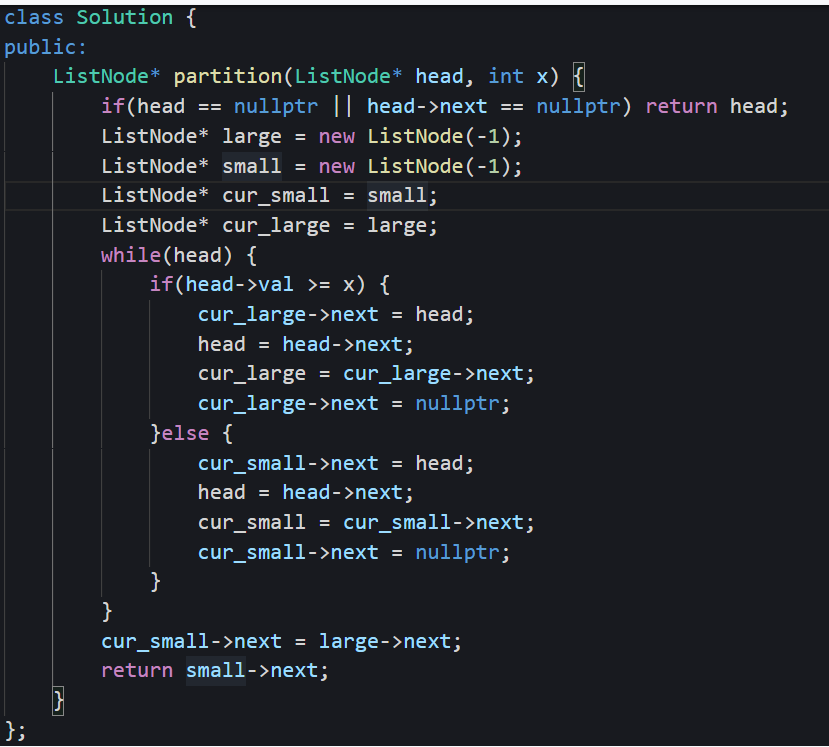 class Solution {
public:
    ListNode* partition(ListNode* head, int x) {
        if(head == nullptr || head->next == nullptr) return head;
        ListNode* large = new ListNode(-1);
        ListNode* small = new ListNode(-1);
        ListNode* cur_small = small;
        ListNode* cur_large = large;
        while(head) {
            if(head->val >= x) {
                cur_large->next = head;
                head = head->next;
                cur_large = cur_large->next;
                cur_large->next = nullptr;
            }else {
                cur_small->next = head;
                head = head->next;
                cur_small = cur_small->next;
                cur_small->next = nullptr;
            }
        }
        cur_small->next = large->next;
        return small->next;
    }
};